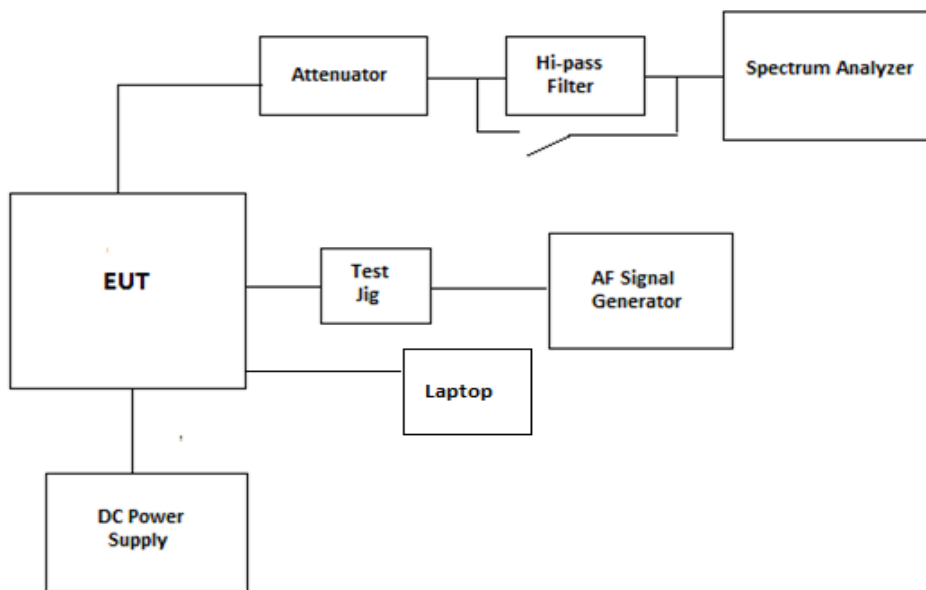 Attenuator
Hi-pass
Filter
Spectrum Analyzer
EUT
Test
Jig
AF Signal
Generator
Laptop
DC Power
Supply